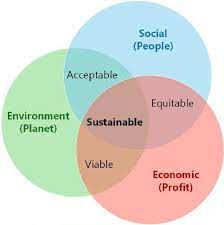 Social
(People)
Acceptable
Equitable
Environment
(Planet)
Sustainable
Viable
Economic
(Profit)